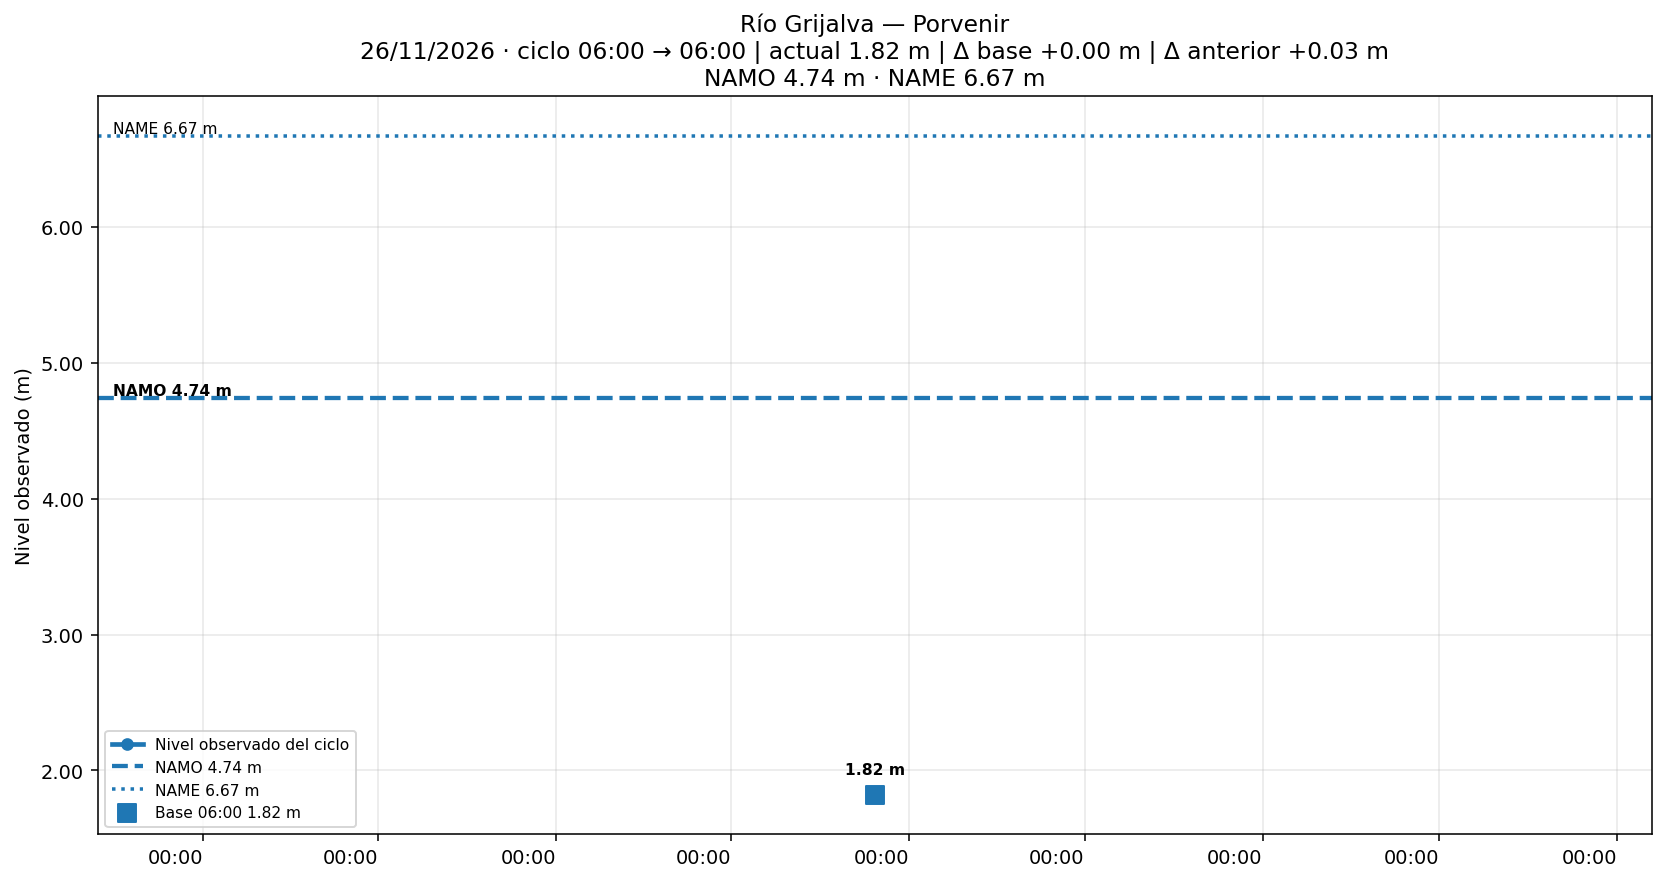 Río Grijalva — Porvenir
26/11/2026 · ciclo 06:00 → 06:00 | actual 1.82 m | Δ base +0.00 m | Δ anterior +0.03 m
NAMO 4.74 m · NAME 6.67 m
NAME 6.67 m
6.00
5.00
NAMO 4.74 m
4.00
3.00
2.00
Nivel observado (m)
1.82 m
Nivel observado del ciclo
NAMO 4.74 m
NAME 6.67 m
Base 06:00 1.82 m
00:00 00:00 00:00 00:00 00:00 00:00 00:00 00:00 00:00